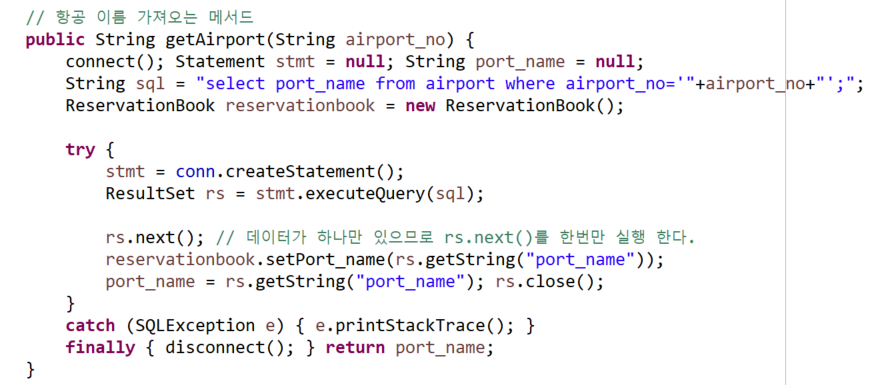 // 항공 이름 가져오는 메서드
public String getAirport(String airport_no) {
connect(); Statement stmt = null; String port_name = null;
String sql = "select port_name from airport where airport_no='"+airport_no+"';";
ReservationBook reservationbook = new ReservationBook();
try {
stmt = conn.createStatement();
ResultSet rs = stmt.executeQuery(sql);
rs.next(); // 데이터가 하나만 있으므로 rs.next()를 한번만 실행 한다.
reservationbook.setPort_name(rs.getString("port_name"));
port_name = rs.getString("port_name"); rs.close();
}
catch (SQLException e) { e.printStackTrace(); }
finally { disconnect(); } return port_name;
}